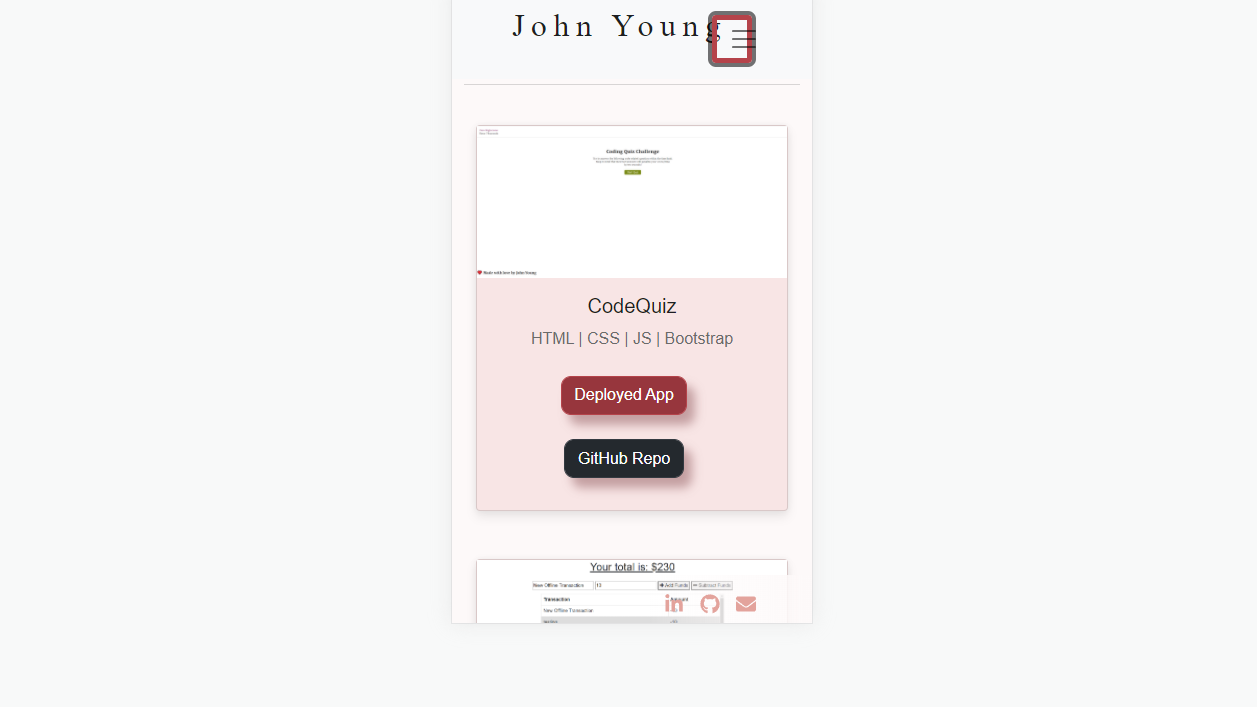 John Young
Coding Quiz Challenge
Made with love by John Young
CodeQuiz
HTML | CSS | JS | Bootstrap
Deployed App
GitHub Repo
Your total is: $230
New Offline Transaction
Add Funds
Subtract Funds
Transaction
Amount
New Offline Transaction